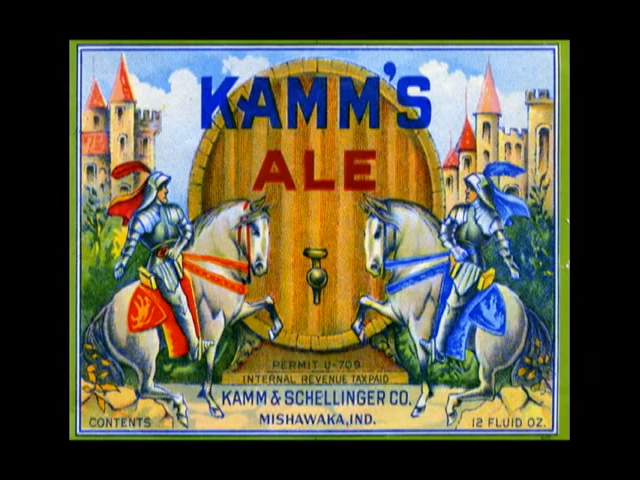 KAMM'S
ALE
PERMIT U-709
INTERNAL REVENUE TAXPAID
KAMM & SCHELLINGER CO.
MISHAWAKA, IND.
CONTENTS
12 FLUID OZ.